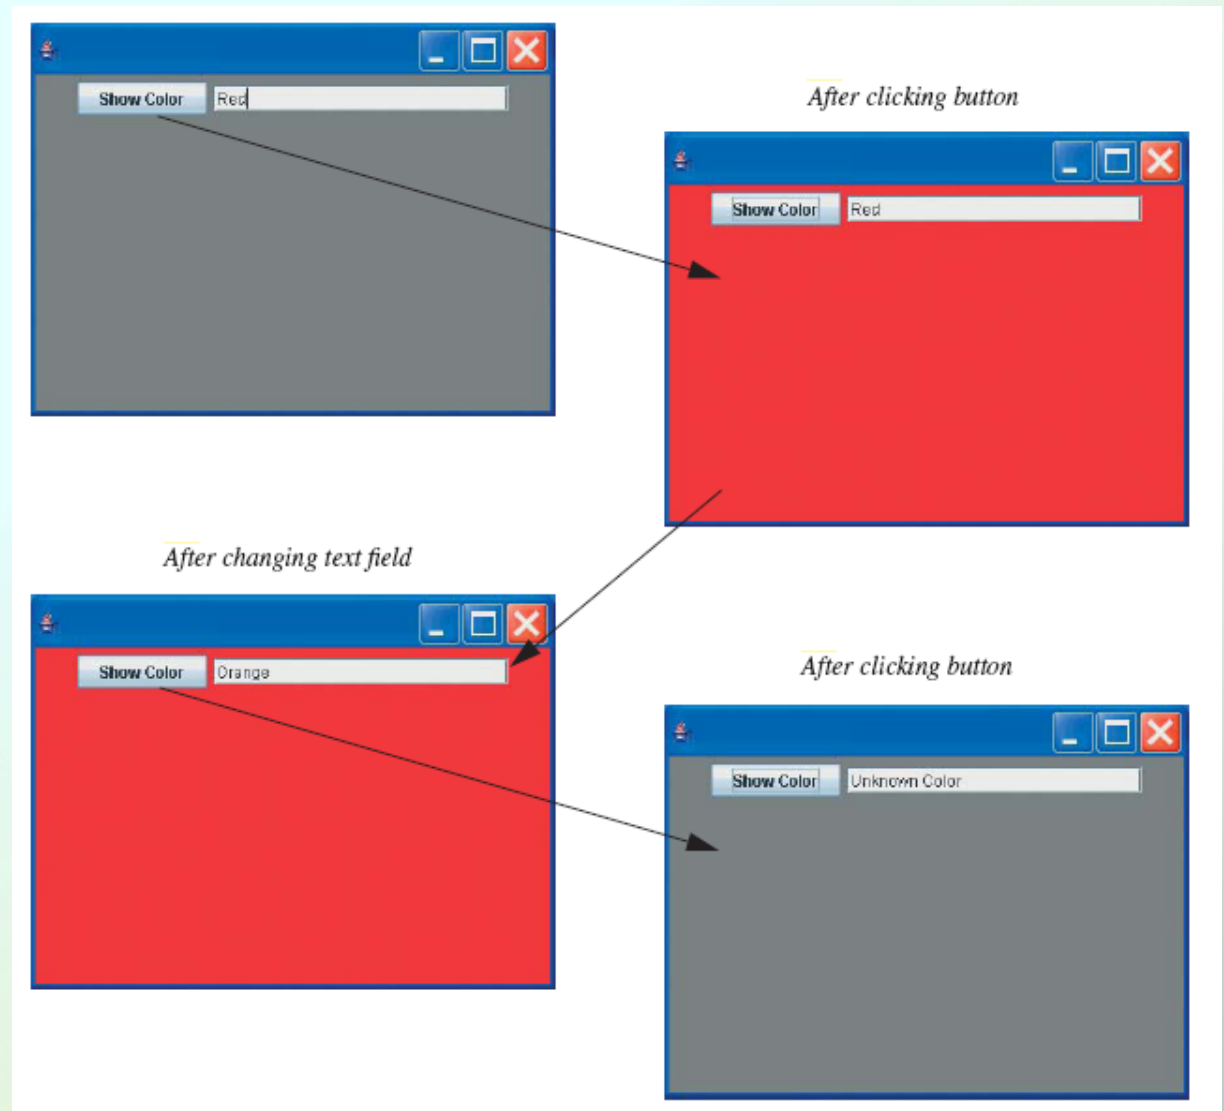 Show Color Red
After clicking button
Show Color Red
After changing text field
Show Color Orange
After clicking button
Show Color Unknown Color